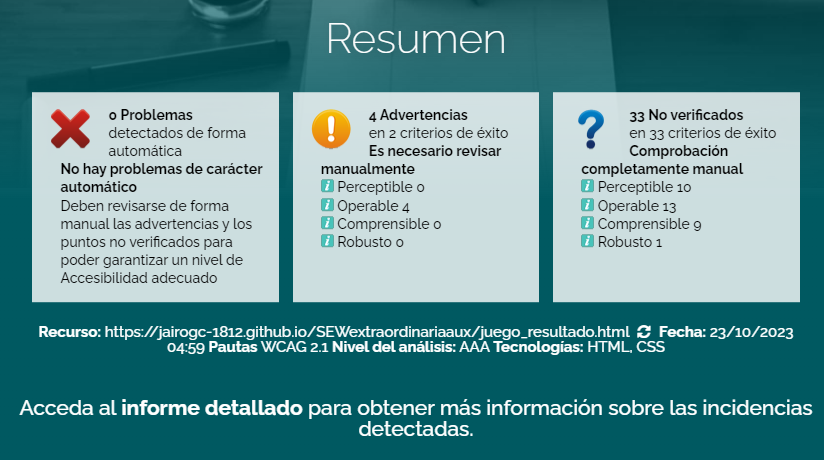 Resumen
0 Problemas
detectados de forma
automática
No hay problemas de carácter
automático
Deben revisarse de forma
manual las advertencias y los
puntos no verificados para
poder garantizar un nivel de
Accesibilidad adecuado
4 Advertencias
en 2 criterios de éxito
Es necesario revisar
manualmente
Perceptible 0
Operable 4
Comprensible 0
Robusto 0
33 No verificados
en 33 criterios de éxito
Comprobación
completamente manual
Perceptible 10
Operable 13
Comprensible 9
Robusto 1
Recurso: https://jairogc-1812.github.io/SEWextraordinariaaux/juego_resultado.html Fecha: 23/10/2023
04:59 Pautas WCAG 2.1 Nivel del análisis: AAA Tecnologías: HTML, CSS
Acceda al informe detallado para obtener más información sobre las incidencias
detectadas.